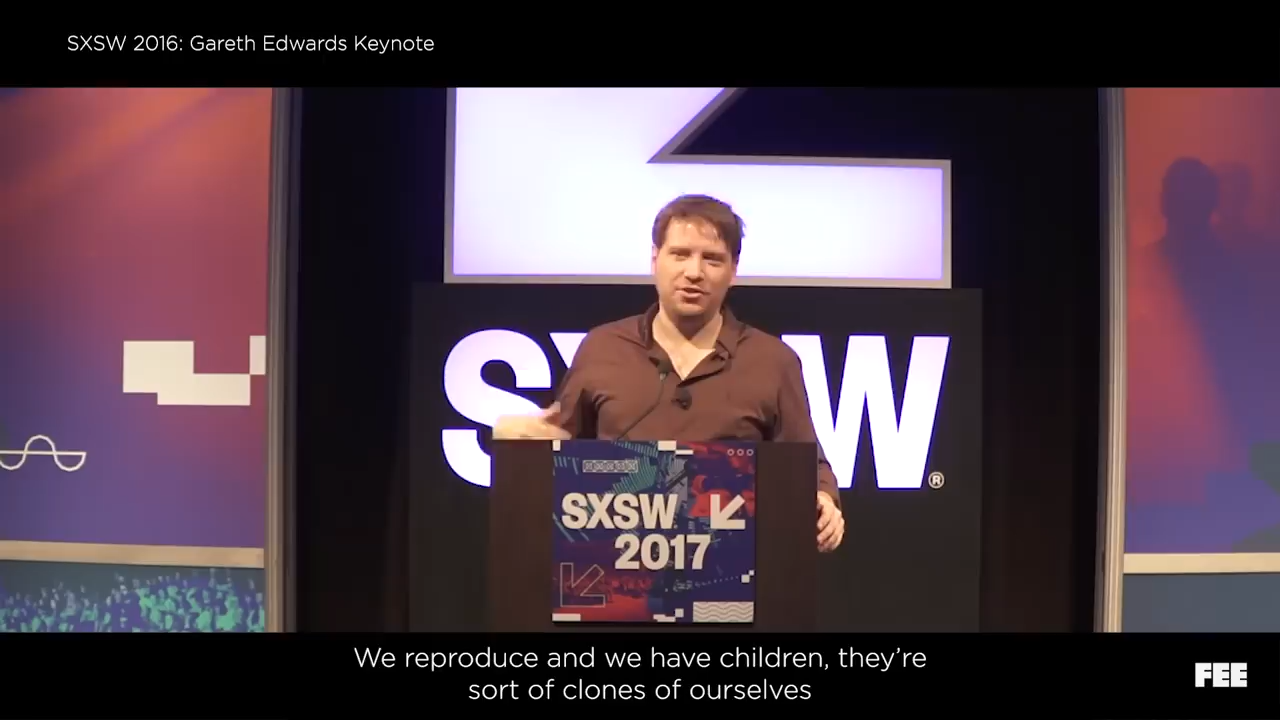 SXSW 2016: Gareth Edwards Keynote
SXSW®
SXSW
2017
We reproduce and we have children, they’re
sort of clones of ourselves
FEE